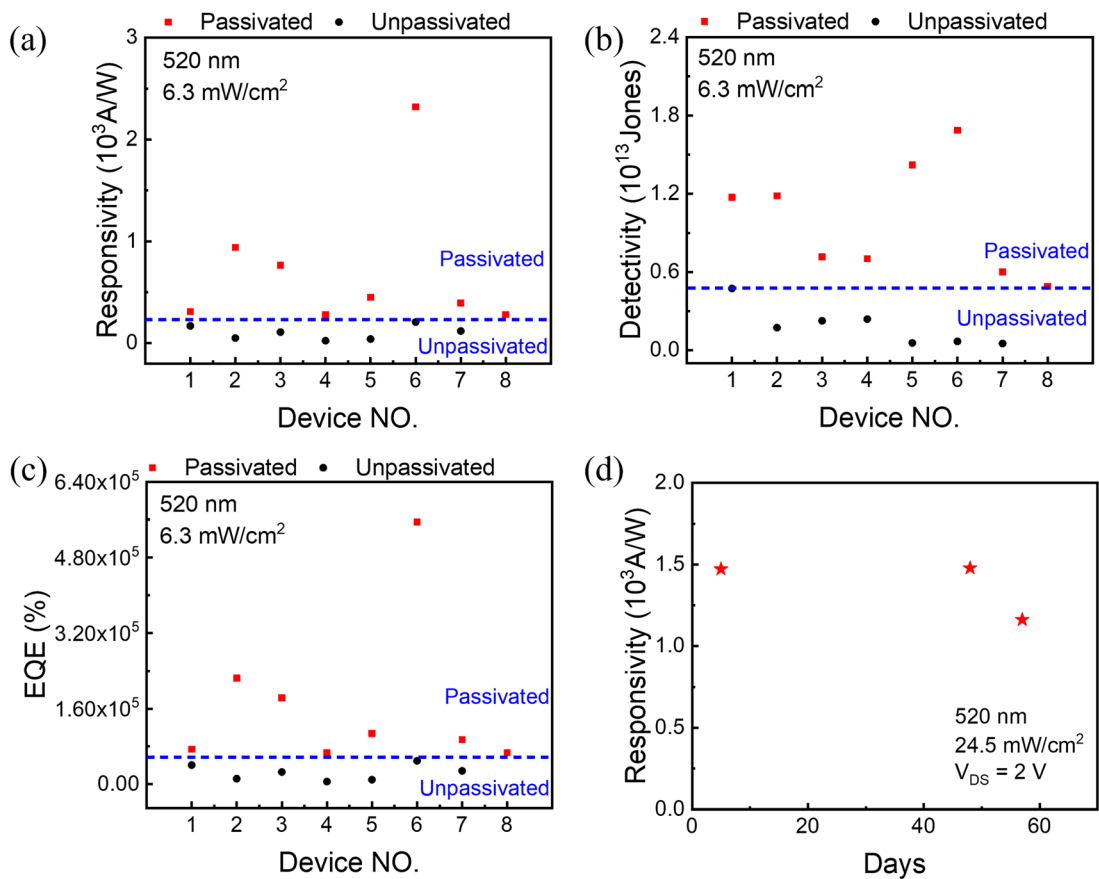 (a)
Passivated Unpassivated
520 nm
6.3 mW/cm²
Responsivity (10³A/W)
3
2
1
0
Passivated
Unpassivated
1 2 3 4 5 6 7 8
Device NO.
(b)
Passivated Unpassivated
520 nm
6.3 mW/cm²
Detectivity (10¹³Jones)
2.4
1.8
1.2
0.6
0.0
Passivated
Unpassivated
1 2 3 4 5 6 7 8
Device NO.
(c)
Passivated Unpassivated
520 nm
6.3 mW/cm²
EQE (%)
6.40x10⁵
4.80x10⁵
3.20x10⁵
1.60x10⁵
0.00
Passivated
Unpassivated
1 2 3 4 5 6 7 8
Device NO.
(d)
Responsivity (10³A/W)
2.0
1.5
1.0
0.5
0.0
520 nm
24.5 mW/cm²
V_DS = 2 V
0 20 40 60
Days